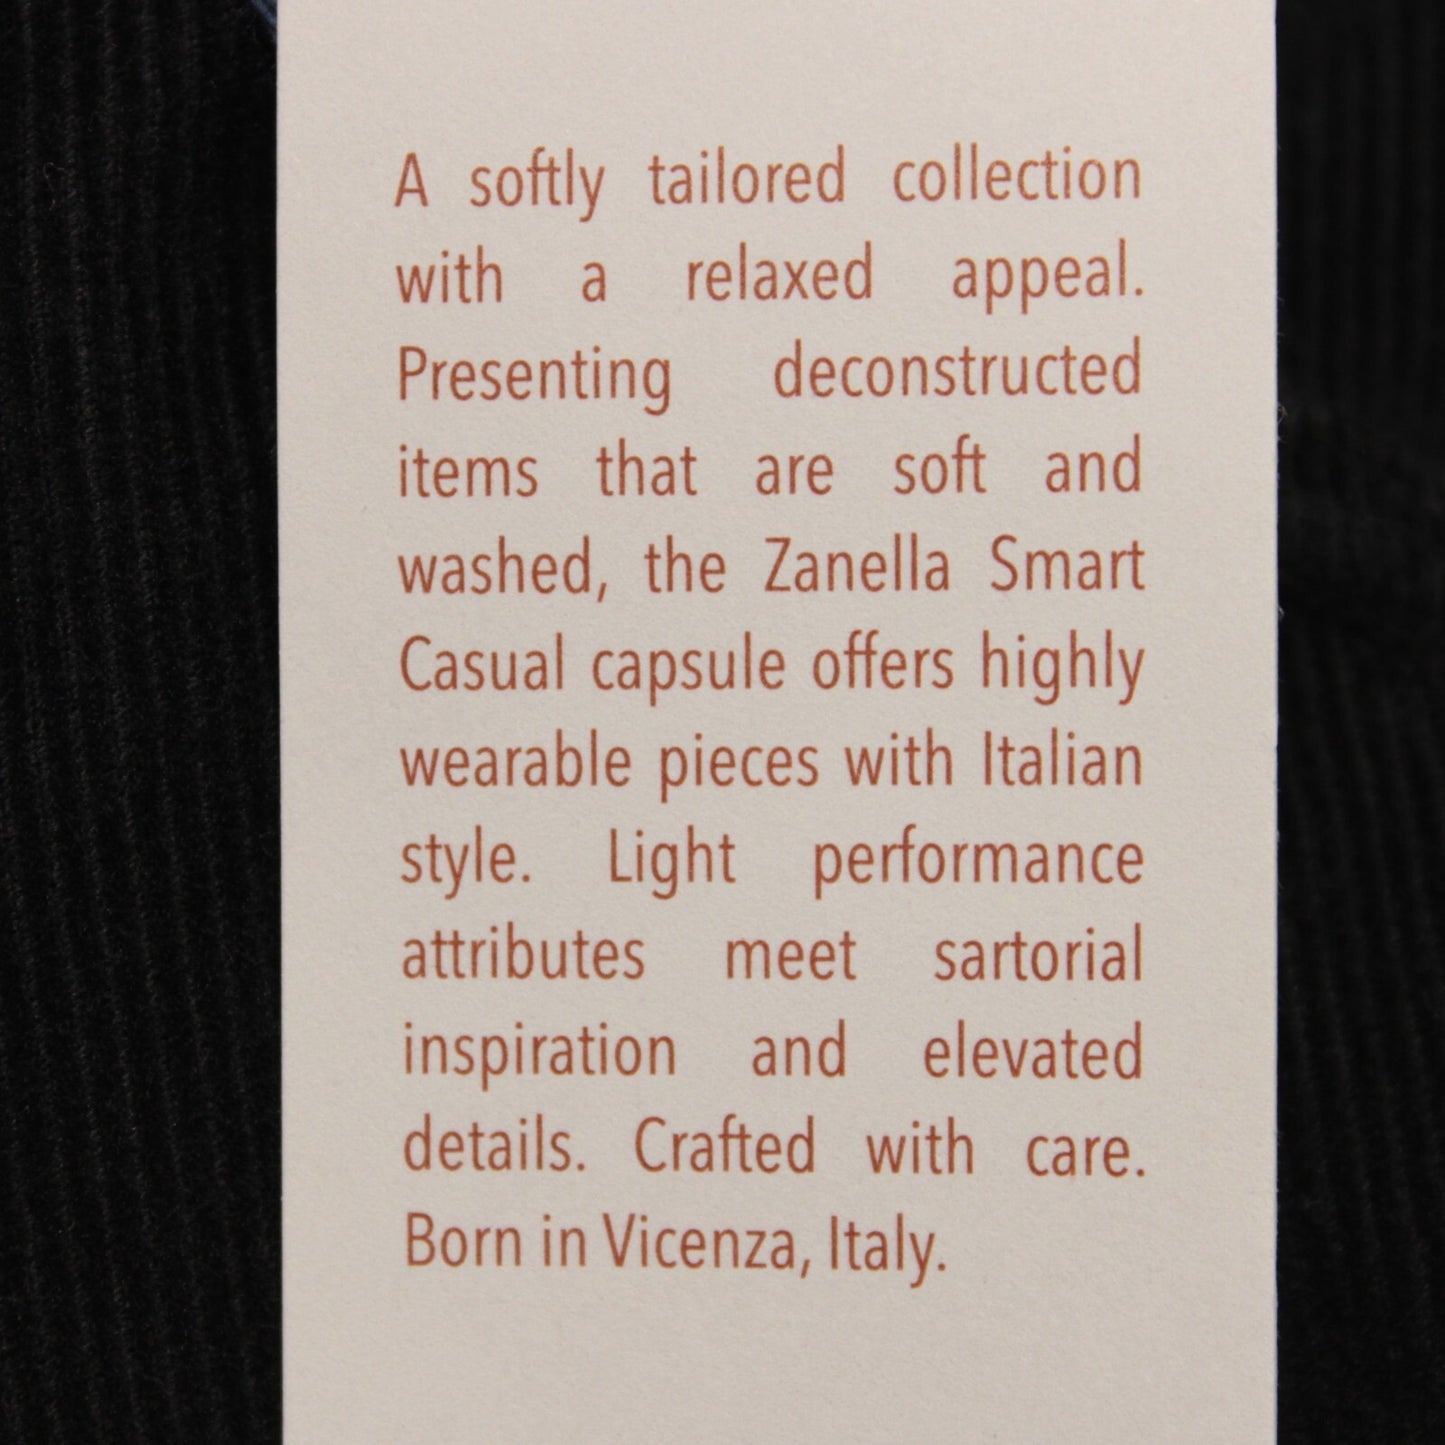 A softly tailored collection
with a relaxed appeal.
Presenting deconstructed
items that are soft and
washed, the Zanella Smart
Casual capsule offers highly
wearable pieces with Italian
style. Light performance
attributes meet sartorial
inspiration and elevated
details. Crafted with care.
Born in Vicenza, Italy.